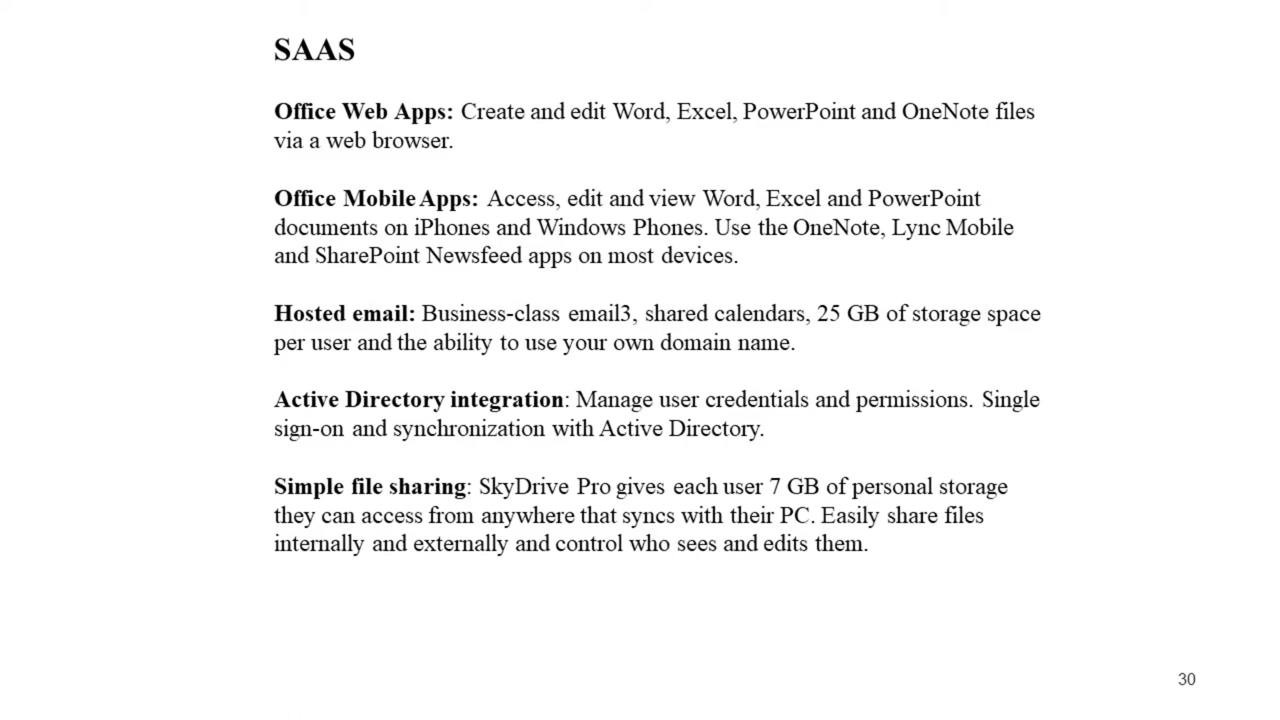 SAAS
Office Web Apps: Create and edit Word, Excel, PowerPoint and OneNote files
via a web browser.
Office Mobile Apps: Access, edit and view Word, Excel and PowerPoint
documents on iPhones and Windows Phones. Use the OneNote, Lync Mobile
and SharePoint Newsfeed apps on most devices.
Hosted email: Business-class email3, shared calendars, 25 GB of storage space
per user and the ability to use your own domain name.
Active Directory integration: Manage user credentials and permissions. Single
sign-on and synchronization with Active Directory.
Simple file sharing: SkyDrive Pro gives each user 7 GB of personal storage
they can access from anywhere that syncs with their PC. Easily share files
internally and externally and control who sees and edits them.
30